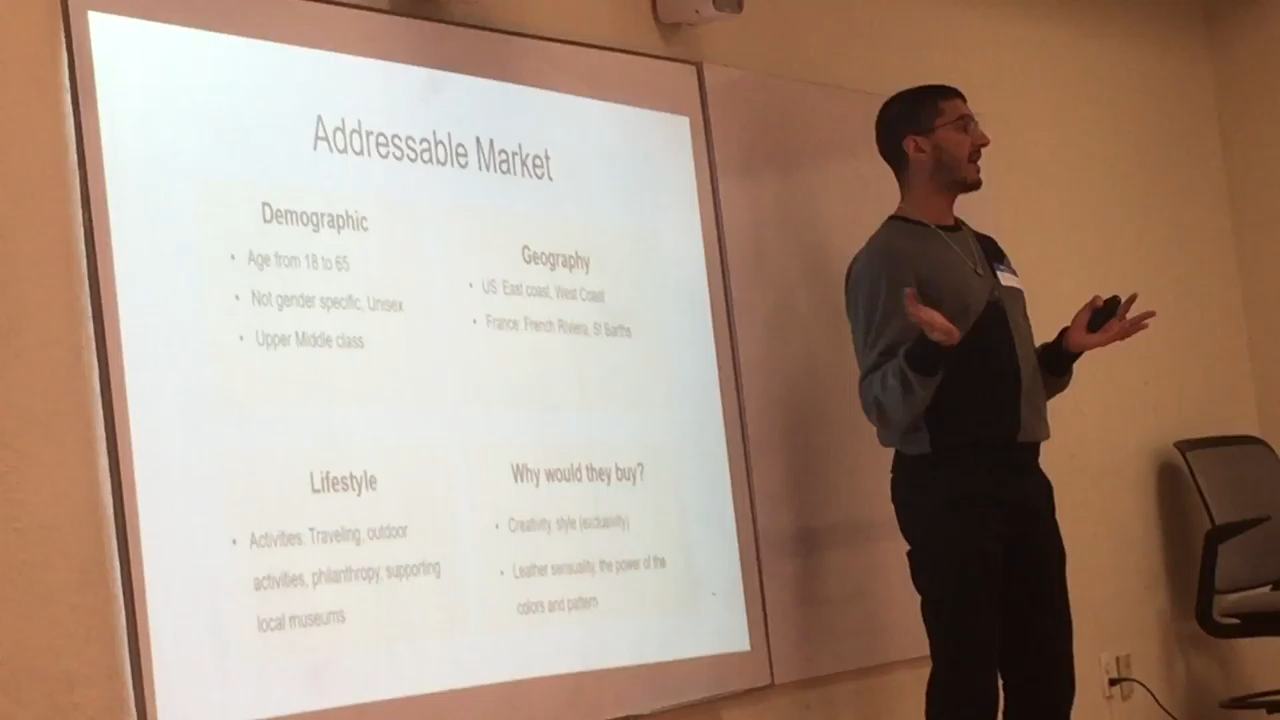 Addressable Market
Demographic
• Age from 18 to 65
• Not gender specific, Unisex
• Upper Middle class
Geography
• US: East coast, West Coast
• France: French Riviera, St Barths
Lifestyle
• Activities: Traveling, outdoor
activities, philanthropy, supporting
local museums
Why would they buy?
• Creativity, style (exclusivity)
• Leather sensuality, the power of the
colors and pattern